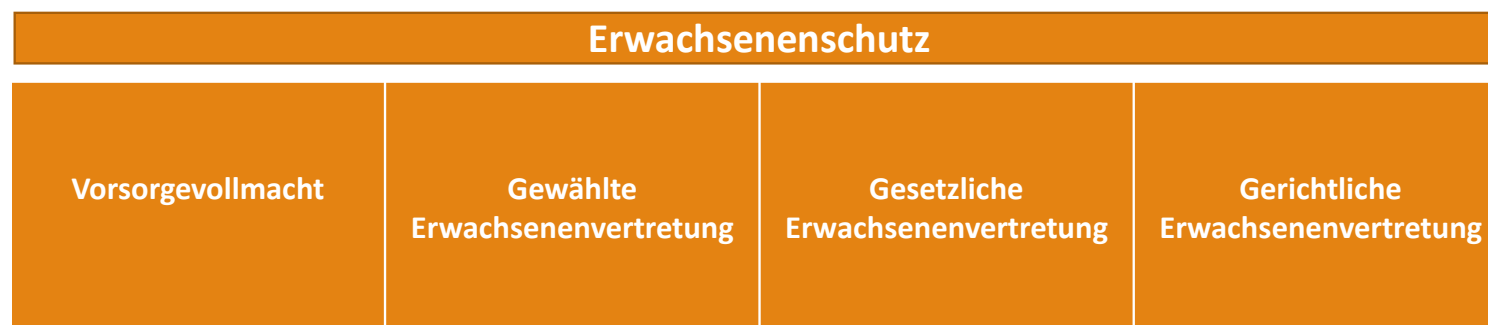 Erwachsenenschutz
Vorsorgevollmacht
Gewählte
Erwachsenenvertretung
Gesetzliche
Erwachsenenvertretung
Gerichtliche
Erwachsenenvertretung